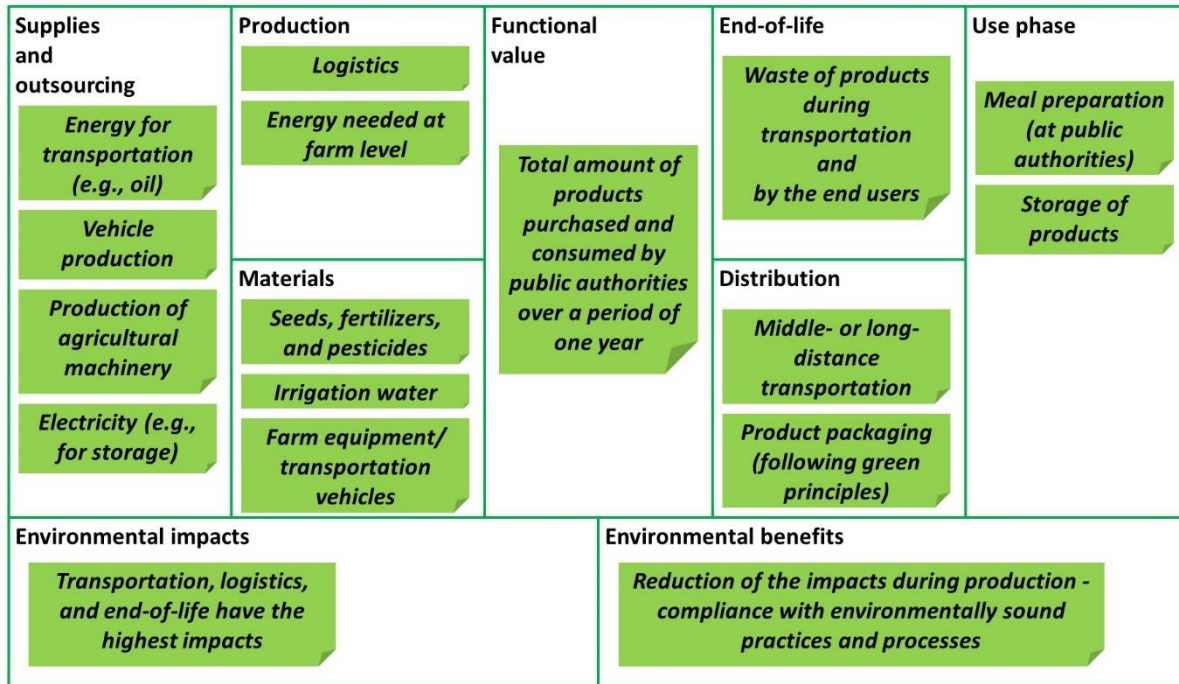 Supplies
and
outsourcing
Energy for
transportation
(e.g., oil)
Vehicle
production
Production of
agricultural
machinery
Electricity (e.g.,
for storage)
Production
Logistics
Energy needed at
farm level
Materials
Seeds, fertilizers,
and pesticides
Irrigation water
Farm equipment/
transportation
vehicles
Functional
value
Total amount of
products
purchased and
consumed by
public authorities
over a period of
one year
End-of-life
Waste of products
during
transportation
and
by the end users
Distribution
Middle- or long-
distance
transportation
Product packaging
(following green
principles)
Use phase
Meal preparation
(at public
authorities)
Storage of
products
Environmental impacts
Transportation, logistics,
and end-of-life have the
highest impacts
Environmental benefits
Reduction of the impacts during production -
compliance with environmentally sound
practices and processes